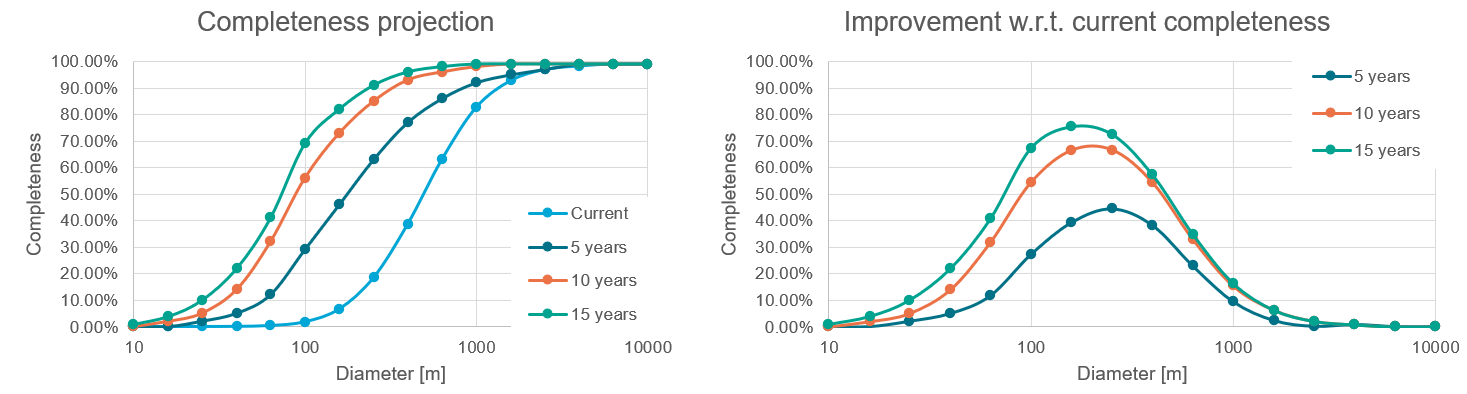 Completeness projection
100.00%
90.00%
80.00%
70.00%
60.00%
50.00%
40.00%
30.00%
20.00%
10.00%
0.00%
Completeness
10
100
1000
10000
Diameter [m]
Current
5 years
10 years
15 years
Improvement w.r.t. current completeness
100.00%
90.00%
80.00%
70.00%
60.00%
50.00%
40.00%
30.00%
20.00%
10.00%
0.00%
Completeness
10
100
1000
10000
Diameter [m]
5 years
10 years
15 years